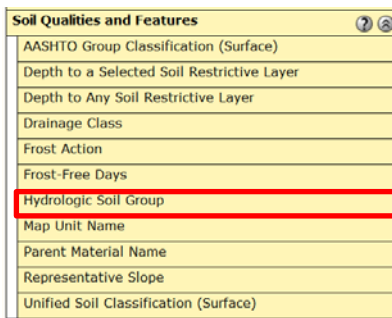 Soil Qualities and Features
AASHTO Group Classification (Surface)
Depth to a Selected Soil Restrictive Layer
Depth to Any Soil Restrictive Layer
Drainage Class
Frost Action
Frost-Free Days
Hydrologic Soil Group
Map Unit Name
Parent Material Name
Representative Slope
Unified Soil Classification (Surface)